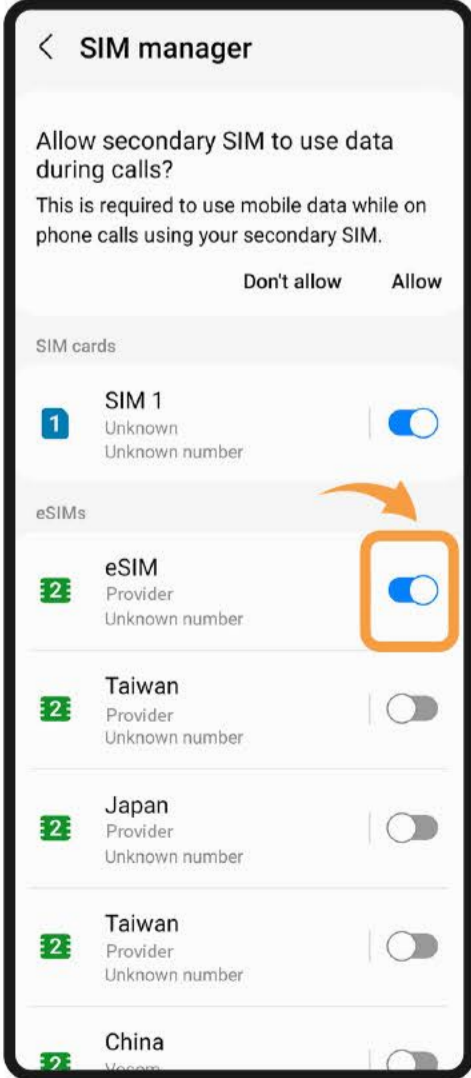 SIM manager
Allow secondary SIM to use data
during calls?
This is required to use mobile data while on
phone calls using your secondary SIM.
Don't allow Allow
SIM cards
1
SIM 1
Unknown
Unknown number
eSIMs
2
eSIM
Provider
Unknown number
2
Taiwan
Provider
Unknown number
2
Japan
Provider
Unknown number
2
Taiwan
Provider
Unknown number
2
China